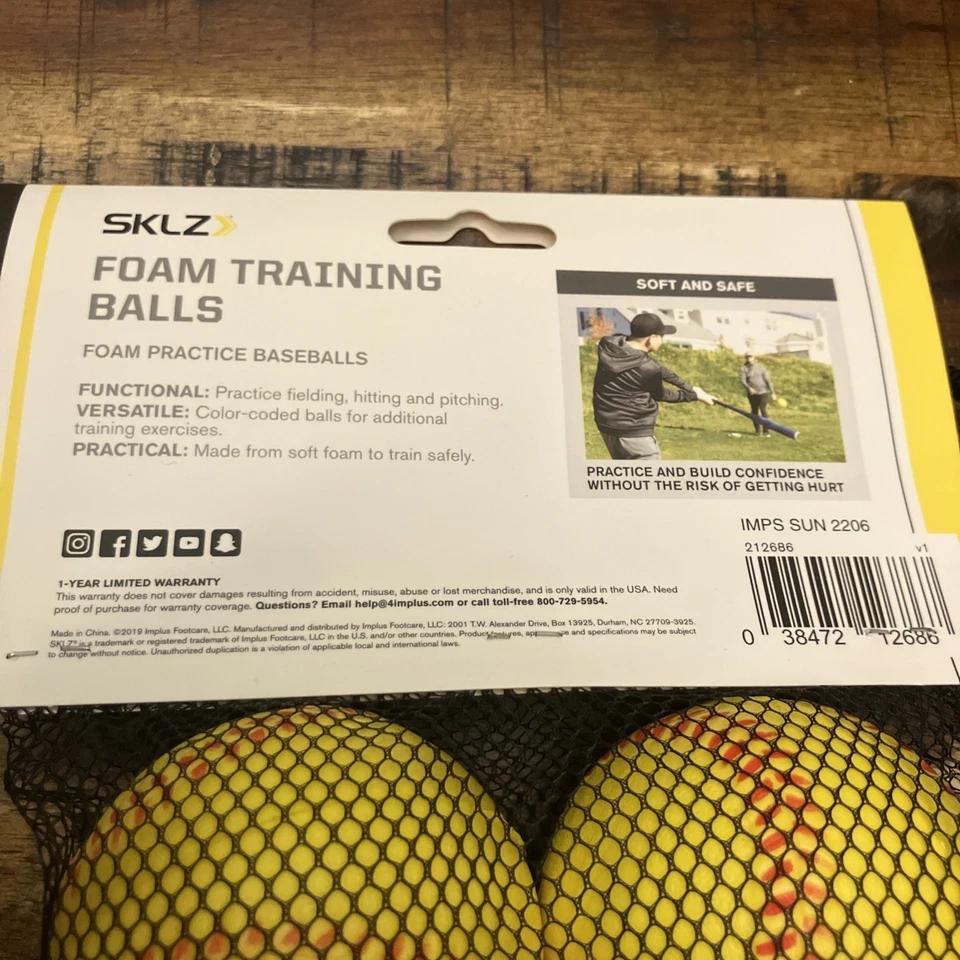 SKLZ
FOAM TRAINING
BALLS
FOAM PRACTICE BASEBALLS
FUNCTIONAL: Practice fielding, hitting and pitching.
VERSATILE: Color-coded balls for additional
training exercises.
PRACTICAL: Made from soft foam to train safely.
SOFT AND SAFE
PRACTICE AND BUILD CONFIDENCE
WITHOUT THE RISK OF GETTING HURT
IMPS SUN 2206
212686 v1
0 38472 12686
1-YEAR LIMITED WARRANTY
This warranty does not cover damages resulting from accident, misuse, abuse or lost merchandise, and is only valid in the USA. Need
proof of purchase for warranty coverage. Questions? Email help@4implus.com or call toll-free 800-729-5954.
Made in China. ©2019 Implus Footcare, LLC. Manufactured and distributed by Implus Footcare, LLC: 2001 T.W. Alexander Drive, Box 13925, Durham, NC 27709-3925.
SKLZ® is a trademark or registered trademark of Implus Footcare, LLC in the U.S. and/or other countries. Product and specifications may be subject
to change without notice. Unauthorized duplication is a violation of applicable local and international laws.